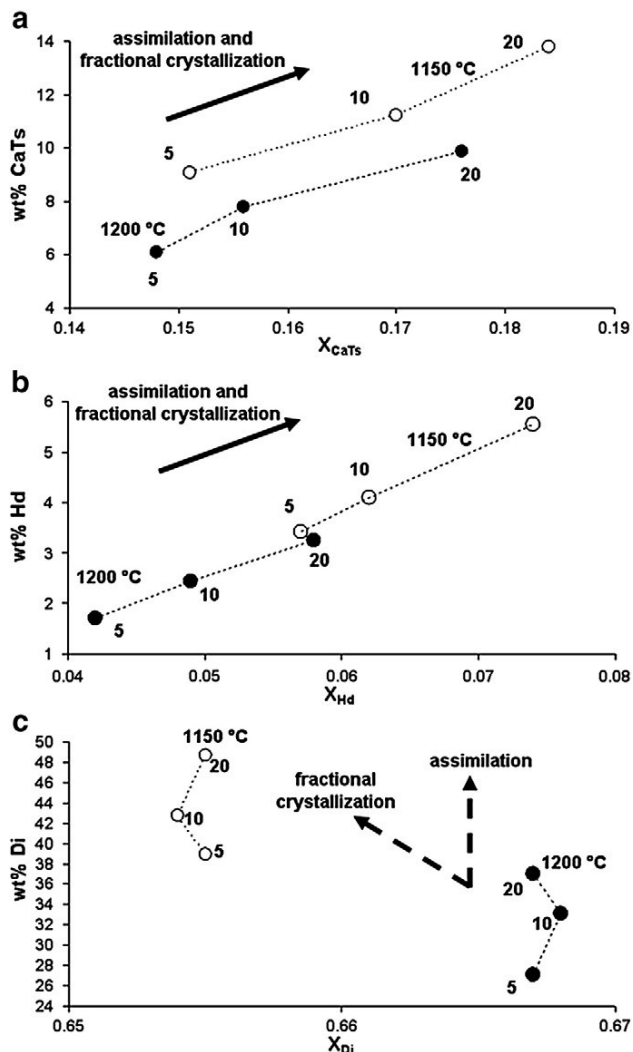 a
assimilation and
fractional crystallization
wt% CaTs
14
12
10
8
6
4
20
1150 °C
10
5
20
10
1200 °C
5
0.14
0.15
0.16
0.17
0.18
0.19
X_CaTs
b
assimilation and
fractional crystallization
wt% Hd
6
5
4
3
2
1
20
1150 °C
10
5
20
1200 °C
10
5
0.04
0.05
0.06
0.07
0.08
X_Hd
c
wt% Di
50
48
46
44
42
40
38
36
34
32
30
28
26
24
1150 °C
20
10
5
fractional
crystallization
assimilation
1200 °C
20
10
5
0.65
0.66
0.67
X_Di